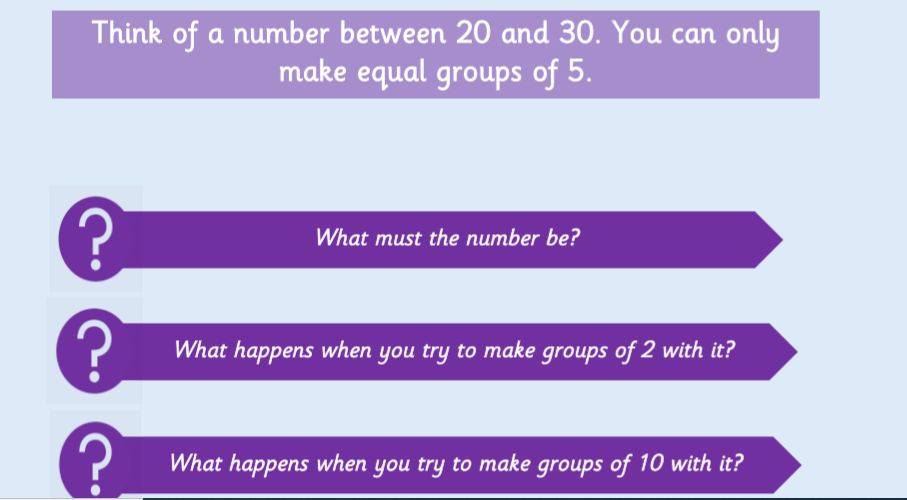 Think of a number between 20 and 30. You can only
make equal groups of 5.
?
What must the number be?
?
What happens when you try to make groups of 2 with it?
?
What happens when you try to make groups of 10 with it?